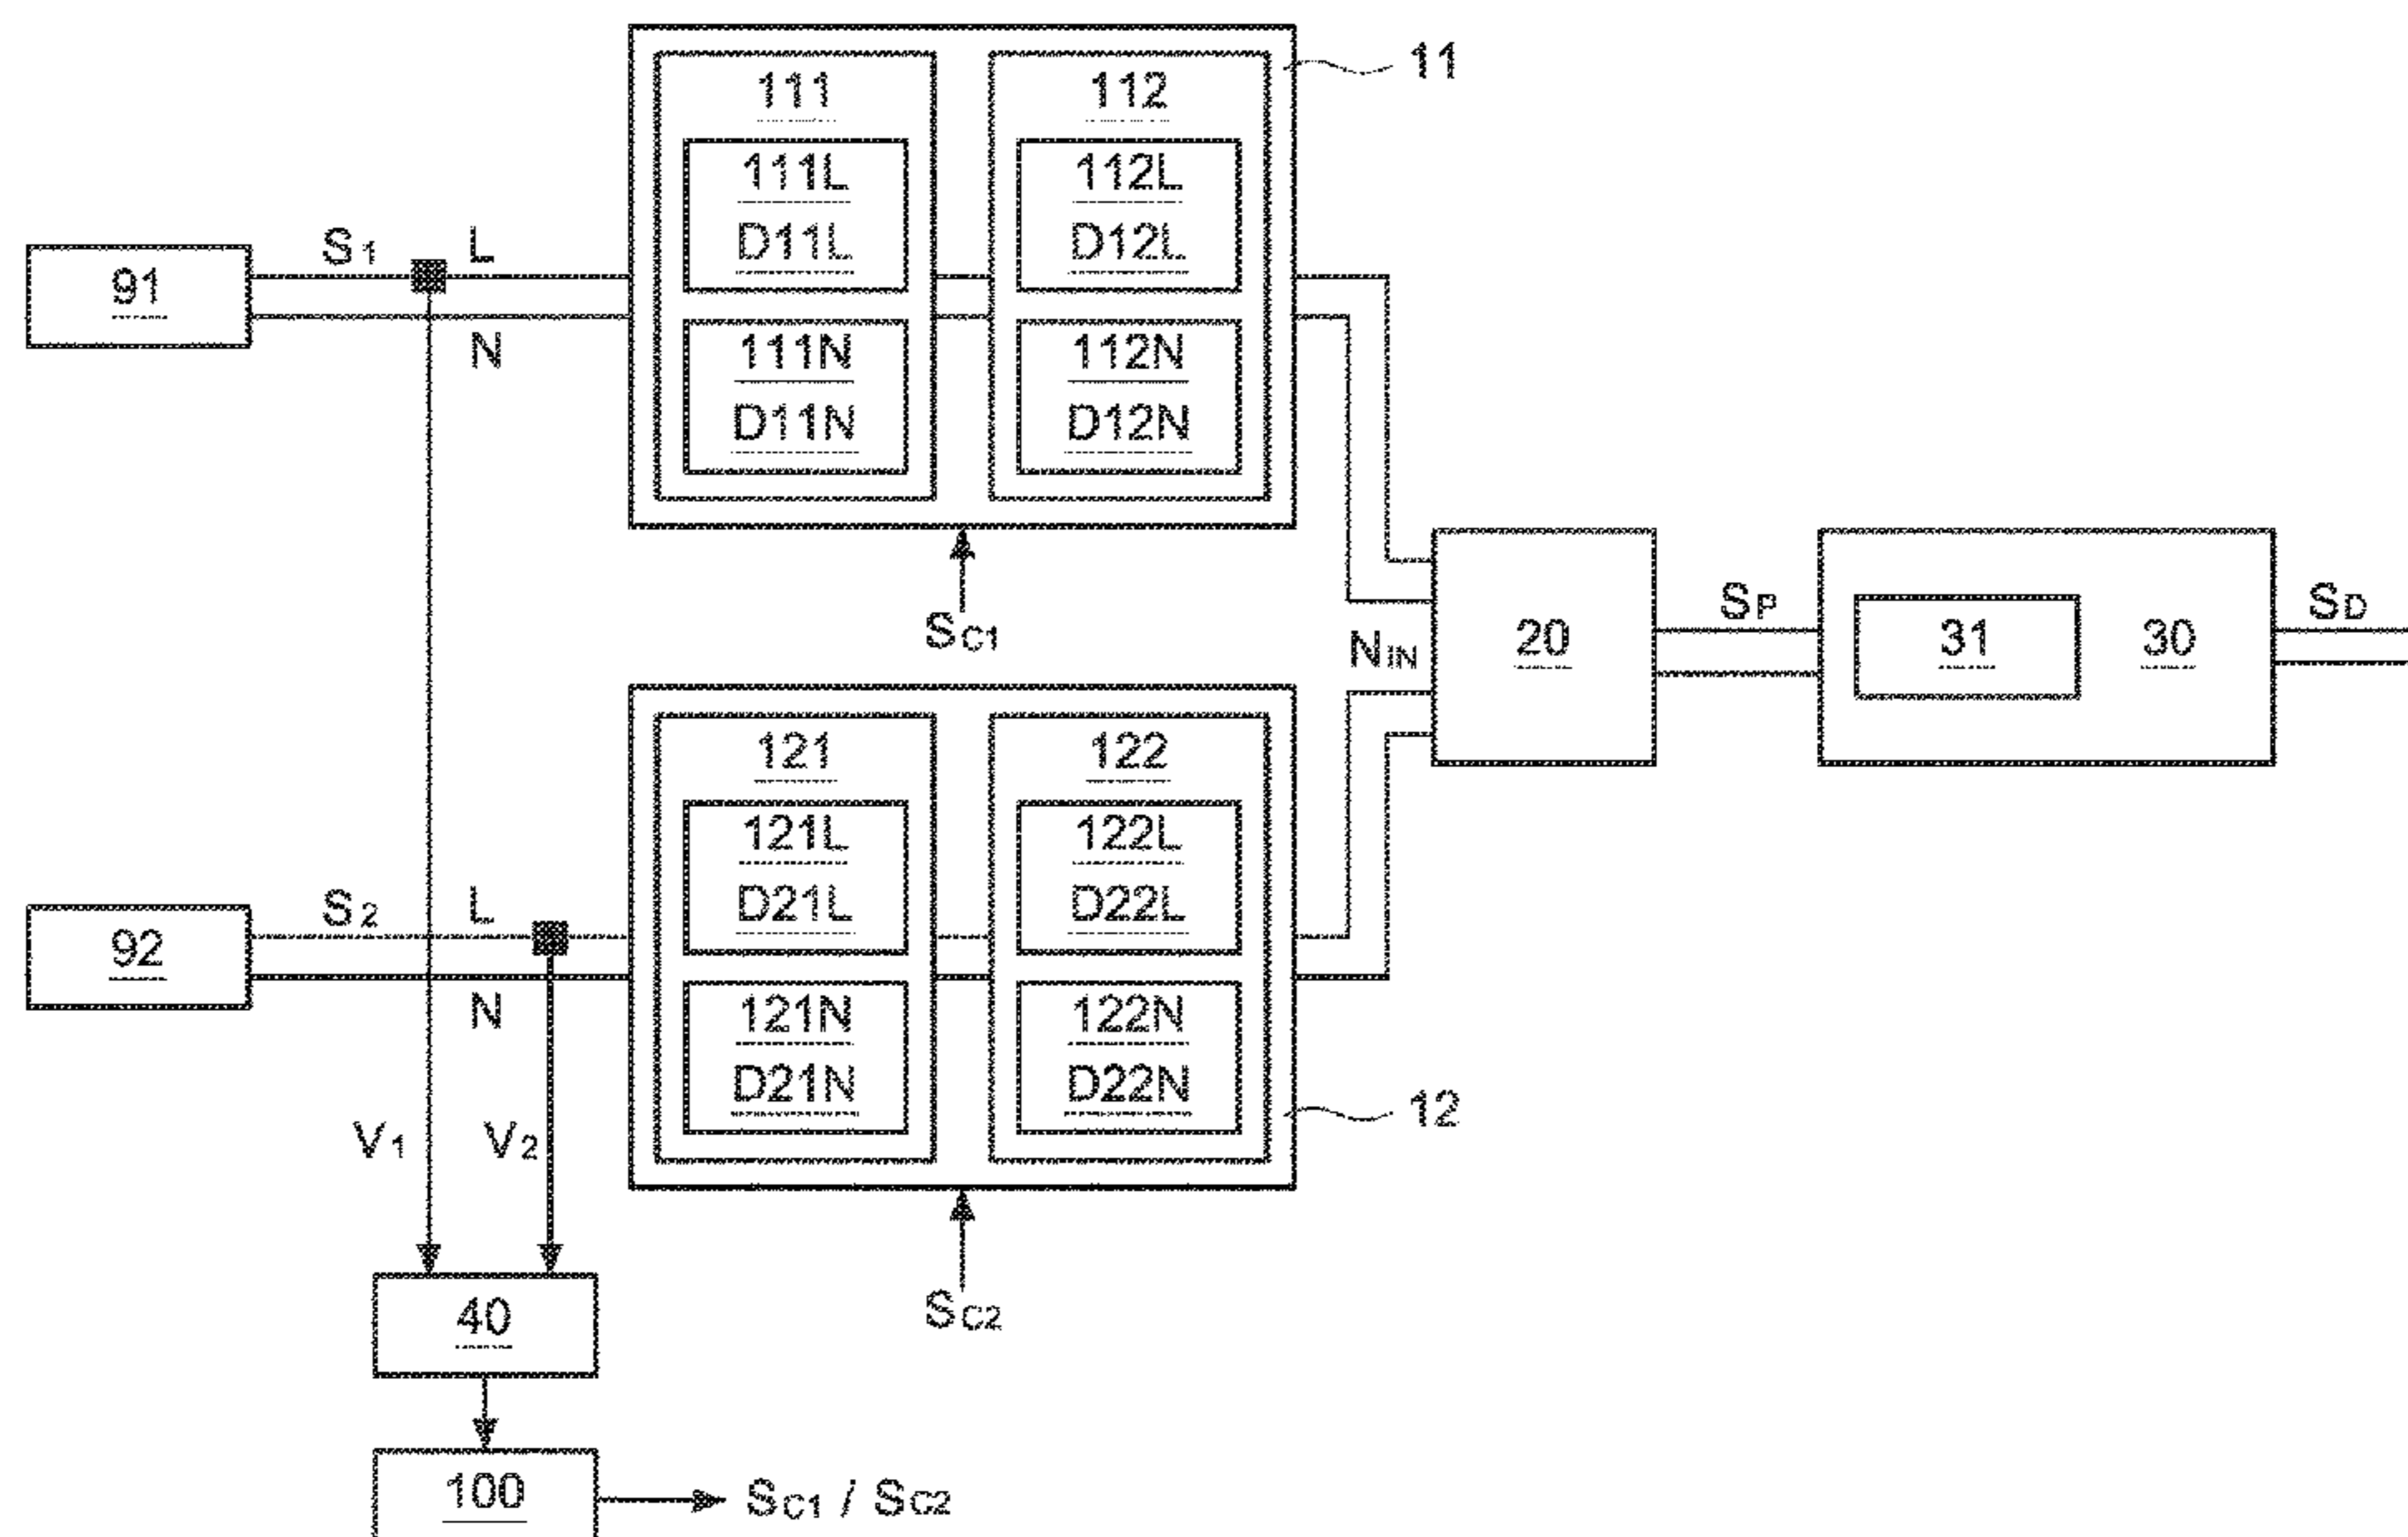 11
111
112
111L
112L
D11L
D12L
S1
L
91
N
111N
112N
D11N
D12N
SC1
SP
SD
20
31
30
NIN
121
122
121L
122L
D21L
D22L
S2
L
92
N
121N
122N
D21N
D22N
12
V1
V2
SC2
40
100
SC1 / SC2